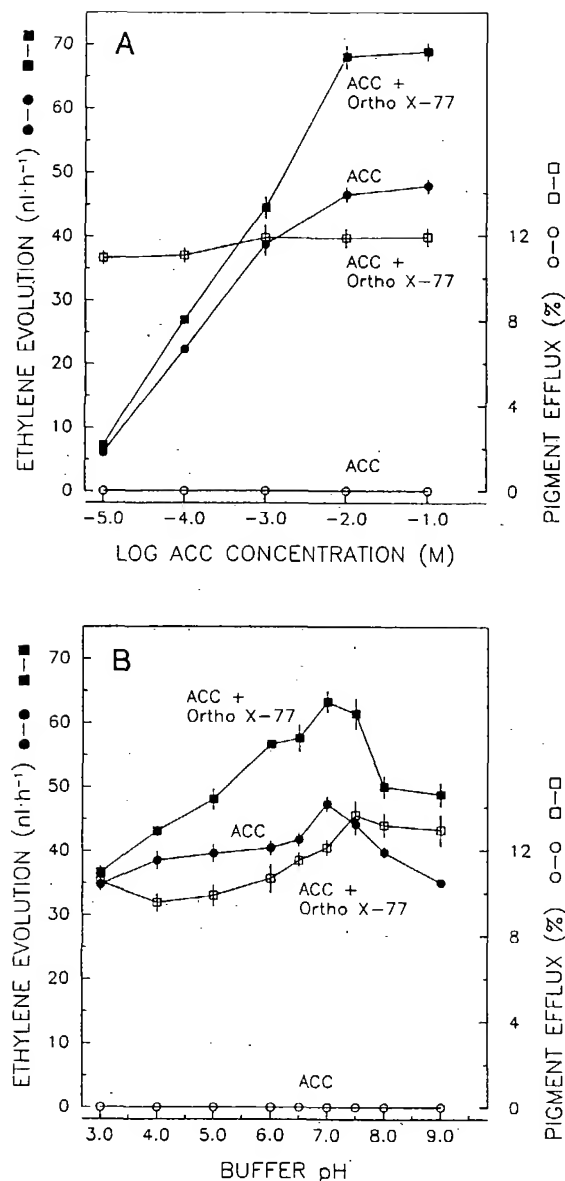 A
70
60
50
40
30
20
10
0
ETHYLENE EVOLUTION (nl·h⁻¹)
ACC +
Ortho X-77
ACC
ACC +
Ortho X-77
ACC
12
8
4
0
PIGMENT EFFLUX (%)
-5.0 -4.0 -3.0 -2.0 -1.0
LOG ACC CONCENTRATION (M)
B
70
60
50
40
30
20
10
0
ETHYLENE EVOLUTION (nl·h⁻¹)
ACC +
Ortho X-77
ACC
ACC +
Ortho X-77
ACC
12
8
4
0
PIGMENT EFFLUX (%)
3.0 4.0 5.0 6.0 7.0 8.0 9.0
BUFFER pH